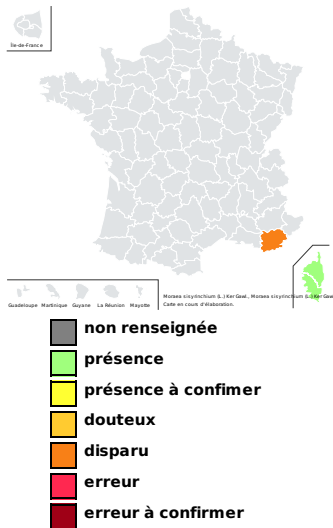 Île-de-France
Guadeloupe Martinique Guyane La Réunion Mayotte
Moraea sisyrinchium (L.) Ker Gawl., Moraea sisyrinchium (L.) Ker Gawl.
Carte en cours d'élaboration.
non renseignée
présence
présence à confimer
douteux
disparu
erreur
erreur à confirmer